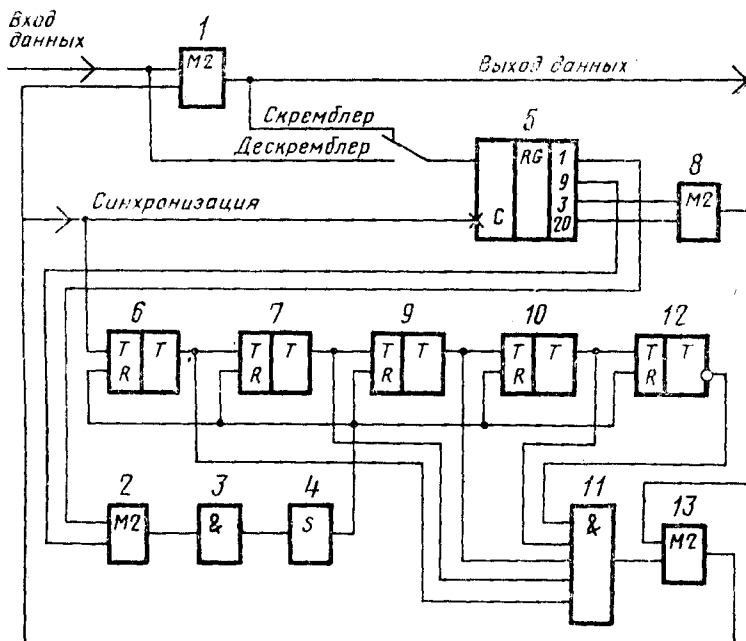 Вход
данных
1
M2
Выход данных
Скремблер
Дескремблер
5
RG
1
9
3
20
C
8
M2
Синхронизация
6
7
9
10
12
T T
R
T T
R
T T
R
T T
R
T T
R
2
M2
3
&
4
S
11
&
13
M2